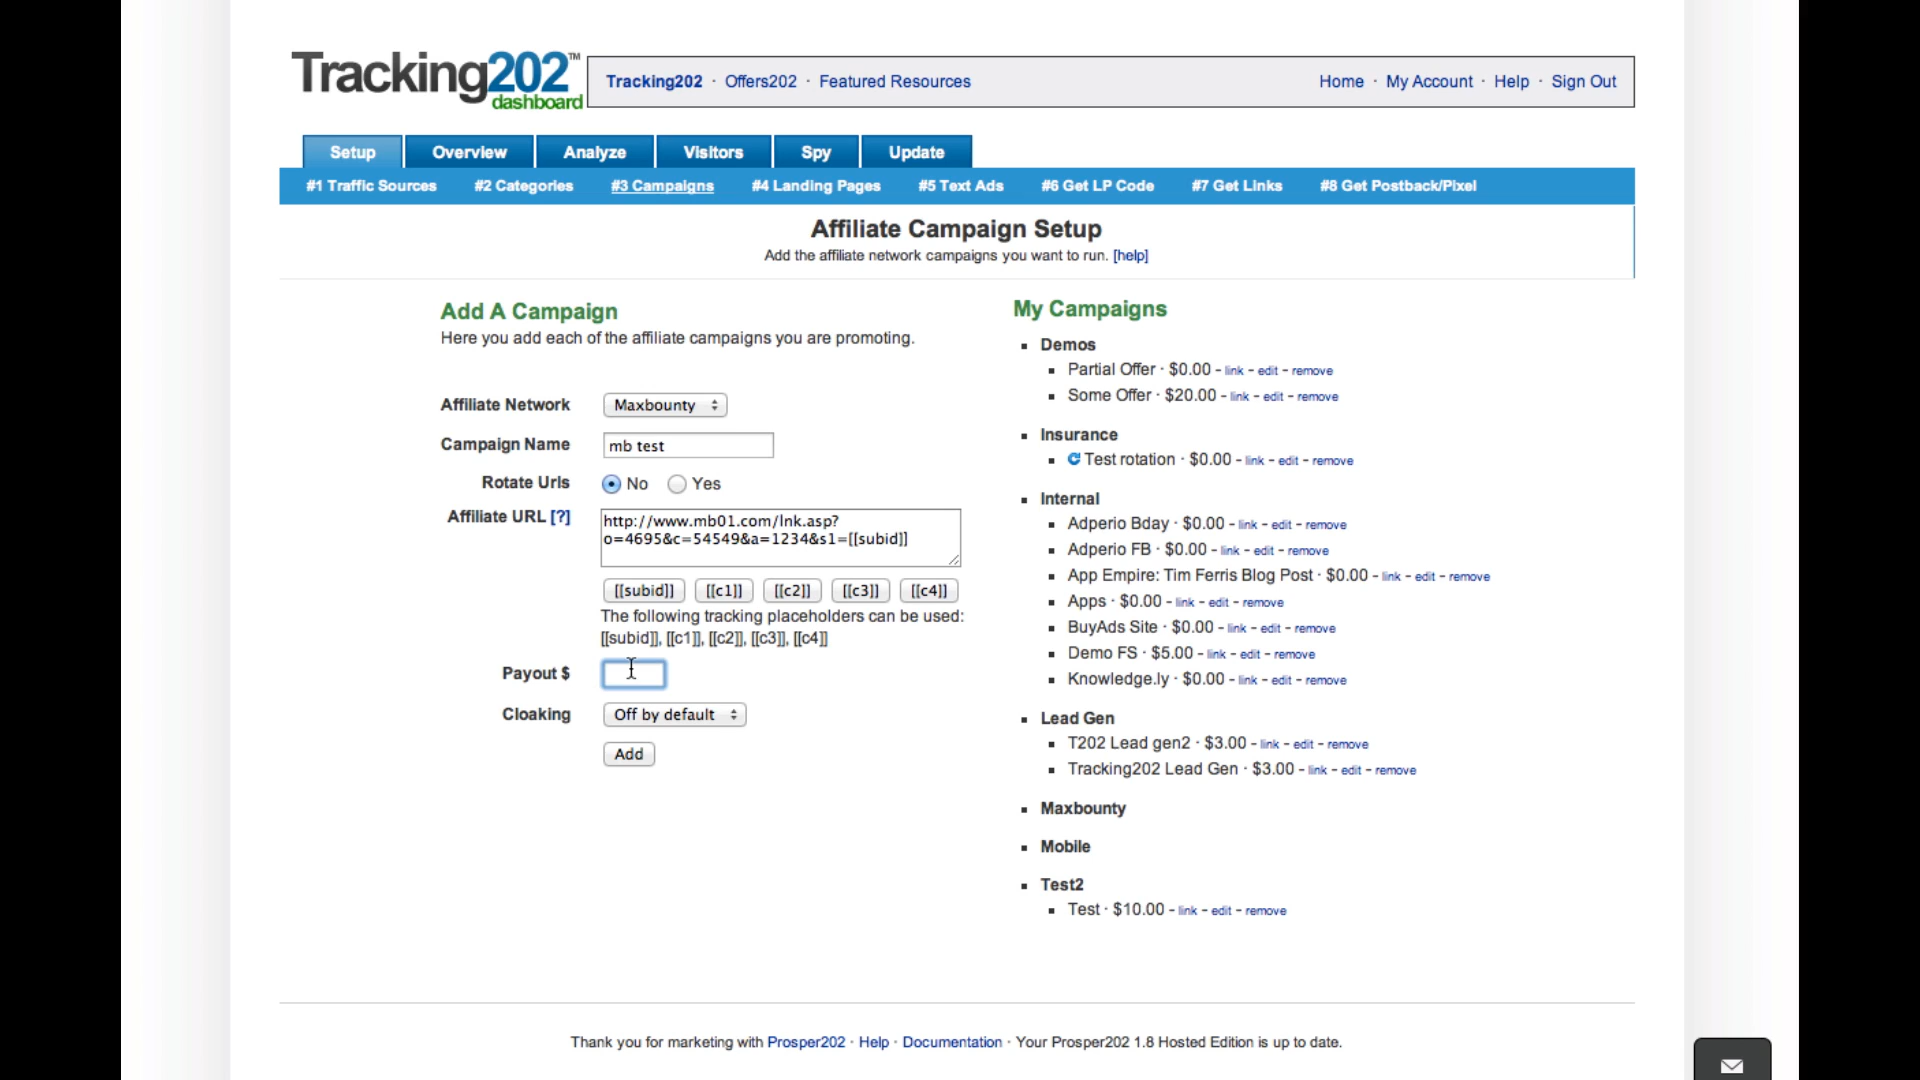 Tracking202™
dashboard
Tracking202 · Offers202 · Featured Resources
Home · My Account · Help · Sign Out
Setup
Overview
Analyze
Visitors
Spy
Update
#1 Traffic Sources
#2 Categories
#3 Campaigns
#4 Landing Pages
#5 Text Ads
#6 Get LP Code
#7 Get Links
#8 Get Postback/Pixel
Affiliate Campaign Setup
Add the affiliate network campaigns you want to run. [help]
Add A Campaign
Here you add each of the affiliate campaigns you are promoting.
Affiliate Network Maxbounty
Campaign Name mb test
Rotate Urls No Yes
Affiliate URL [?] http://www.mb01.com/lnk.asp?
o=4695&c=54549&a=1234&s1=[[subid]]
[[subid]] [[c1]] [[c2]] [[c3]] [[c4]]
The following tracking placeholders can be used:
[[subid]], [[c1]], [[c2]], [[c3]], [[c4]]
Payout $
Cloaking Off by default
Add
My Campaigns
Demos
Partial Offer · $0.00 - link - edit - remove
Some Offer · $20.00 - link - edit - remove
Insurance
Test rotation · $0.00 - link - edit - remove
Internal
Adperio Bday · $0.00 - link - edit - remove
Adperio FB · $0.00 - link - edit - remove
App Empire: Tim Ferris Blog Post · $0.00 - link - edit - remove
Apps · $0.00 - link - edit - remove
BuyAds Site · $0.00 - link - edit - remove
Demo FS · $5.00 - link - edit - remove
Knowledge.ly · $0.00 - link - edit - remove
Lead Gen
T202 Lead gen2 · $3.00 - link - edit - remove
Tracking202 Lead Gen · $3.00 - link - edit - remove
Maxbounty
Mobile
Test2
Test · $10.00 - link - edit - remove
Thank you for marketing with Prosper202 · Help · Documentation · Your Prosper202 1.8 Hosted Edition is up to date.